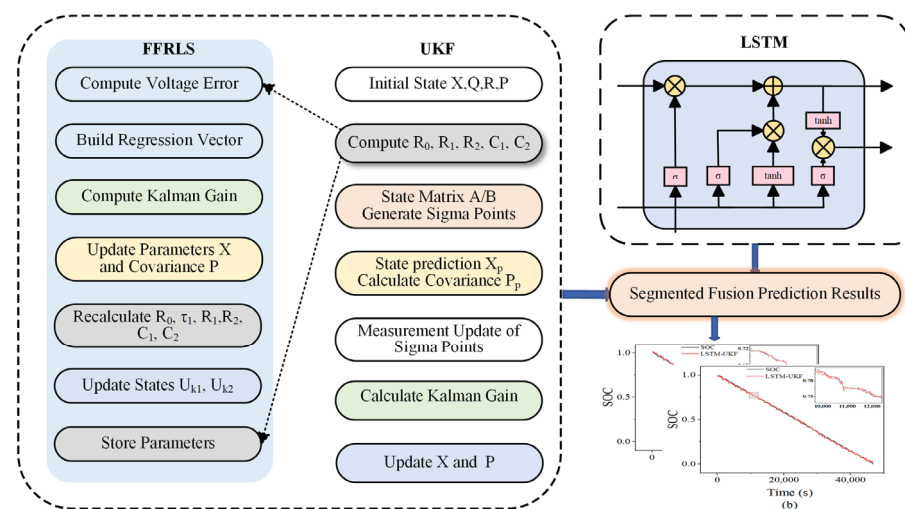 FFRLS
Compute Voltage Error
Build Regression Vector
Compute Kalman Gain
Update Parameters X
and Covariance P
Recalculate R₀, τ₁, R₁,R₂,
C₁, C₂
Update States Uₖ₁, Uₖ₂
Store Parameters
UKF
Initial State X,Q,R,P
Compute R₀, R₁, R₂, C₁, C₂
State Matrix A/B
Generate Sigma Points
State prediction Xₚ
Calculate Covariance Pₚ
Measurement Update of
Sigma Points
Calculate Kalman Gain
Update X and P
LSTM
tanh
σ
σ
tanh
σ
Segmented Fusion Prediction Results
SOC
LSTM-UKF
0.72
1.0
0.5
0.0
SOC
0
SOC
LSTM-UKF
0.78
0.75
10,000 11,000 12,000
1.0
0.5
0.0
SOC
0 20,000 40,000
Time (s)
(b)